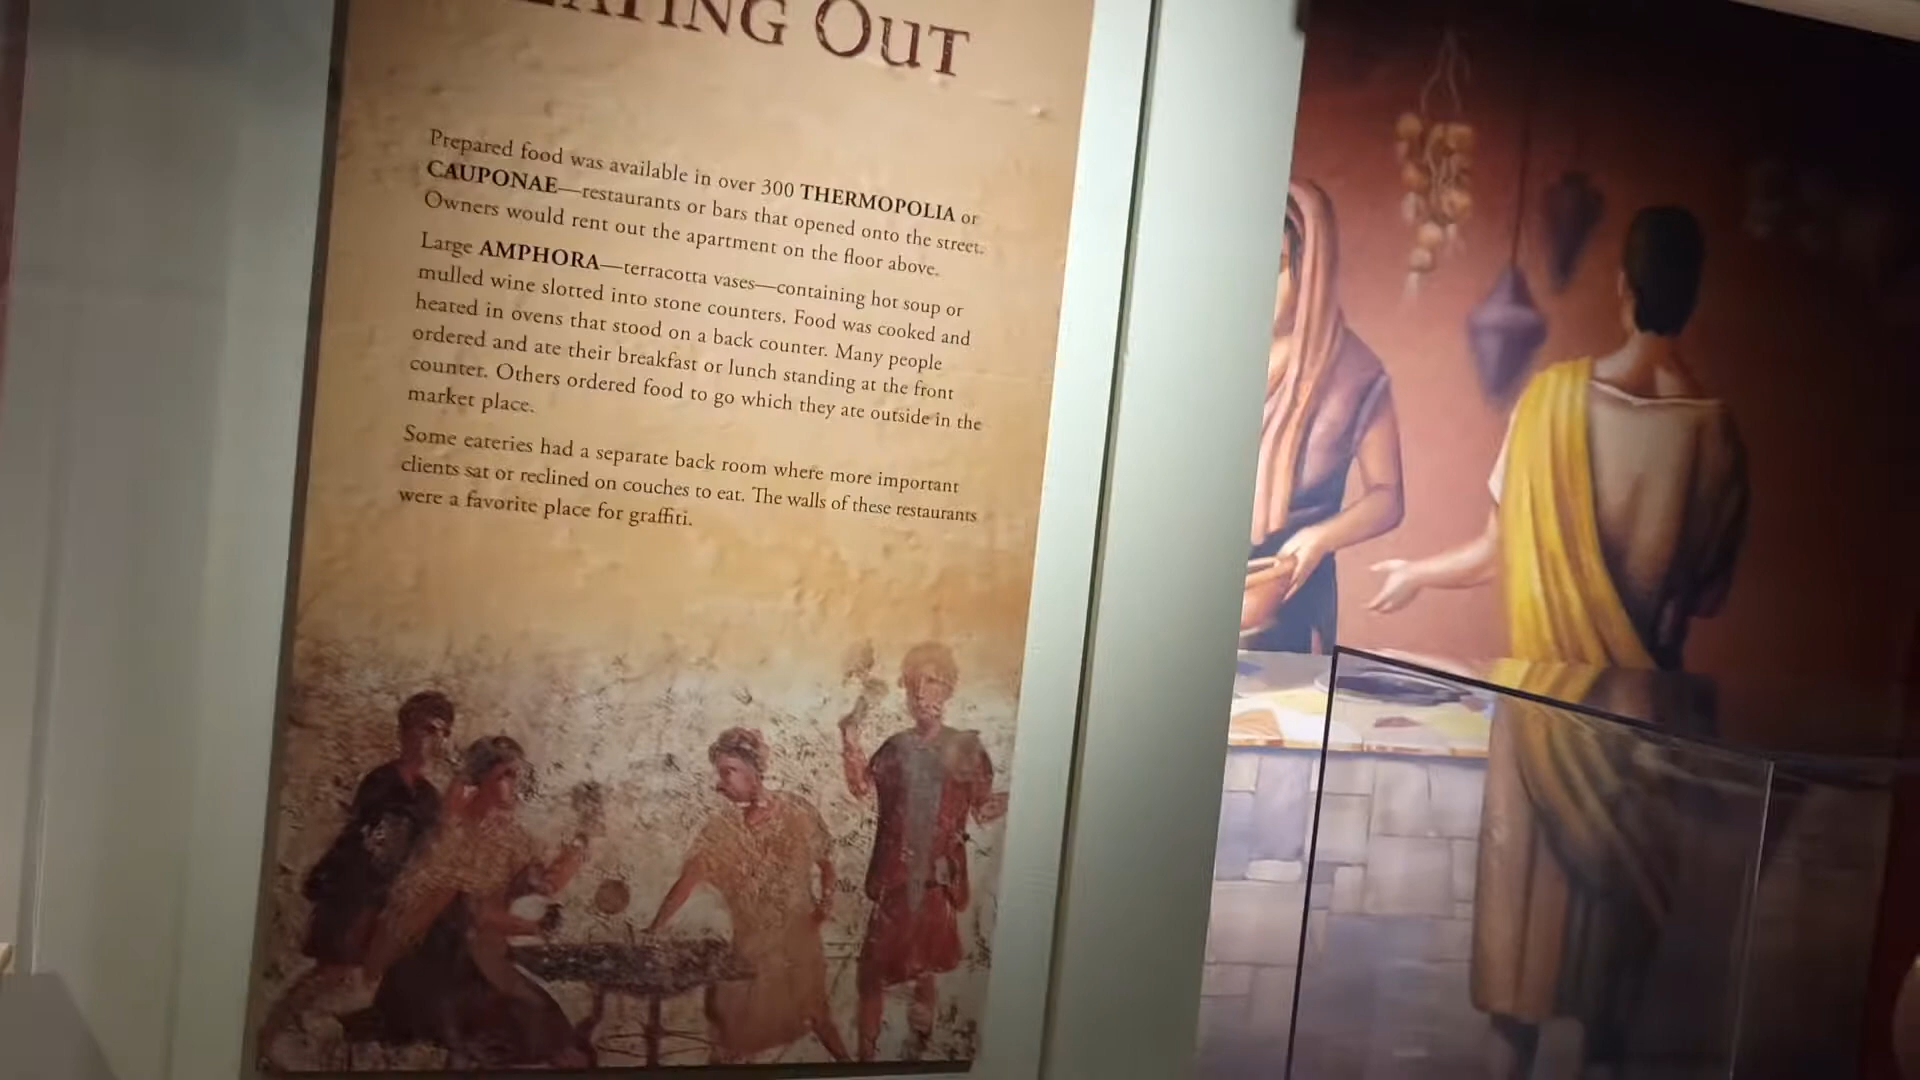 EATING OUT
Prepared food was available in over 300 THERMOPOLIA or
CAUPONAE—restaurants or bars that opened onto the street.
Owners would rent out the apartment on the floor above.
Large AMPHORA—terracotta vases—containing hot soup or
mulled wine slotted into stone counters. Food was cooked and
heated in ovens that stood on a back counter. Many people
ordered and ate their breakfast or lunch standing at the front
counter. Others ordered food to go which they ate outside in the
market place.
Some eateries had a separate back room where more important
clients sat or reclined on couches to eat. The walls of these restaurants
were a favorite place for graffiti.